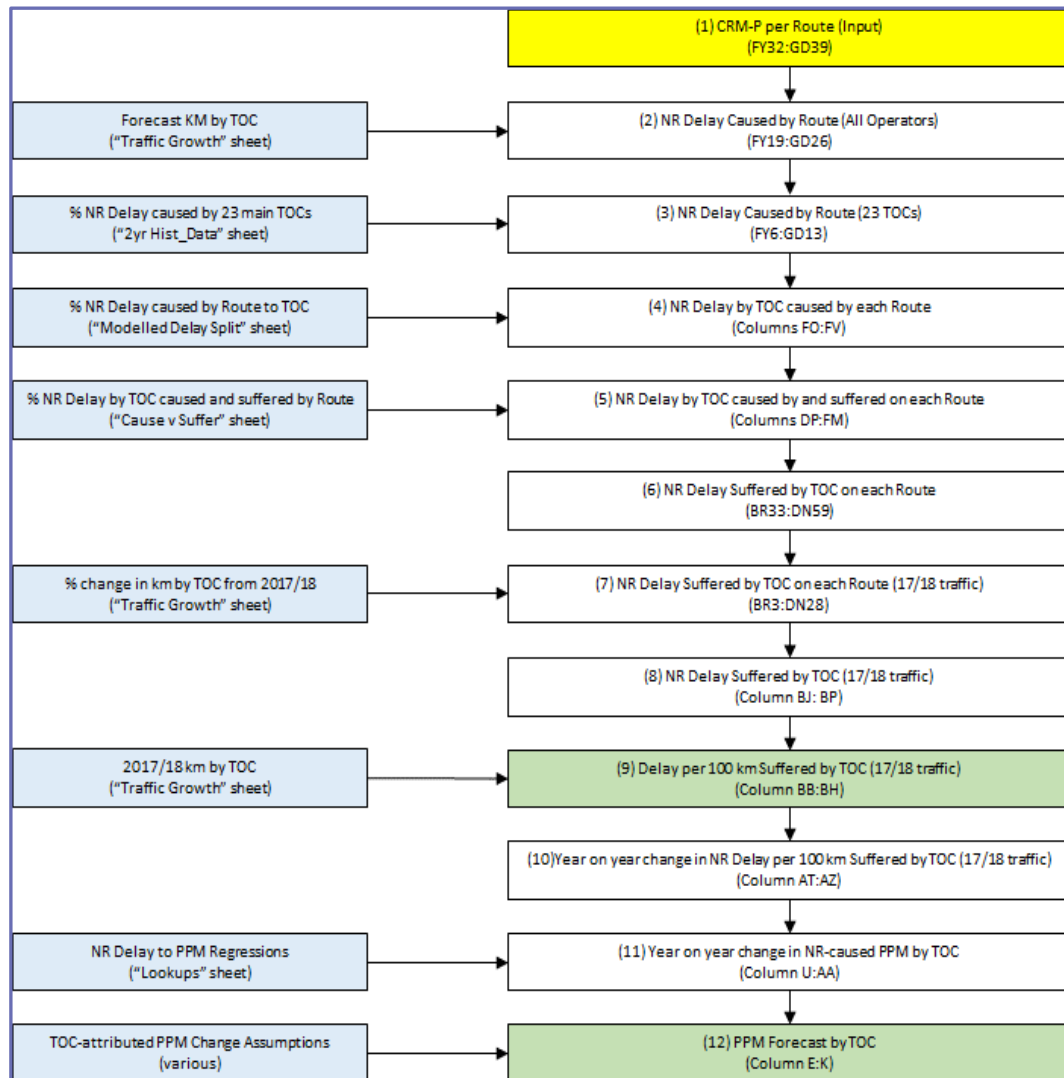 (1) CRM-P per Route (Input)
(FY32:GD39)
Forecast KM by TOC
("Traffic Growth" sheet)
(2) NR Delay Caused by Route (All Operators)
(FY19:GD26)
% NR Delay caused by 23 main TOCs
("2yr Hist_Data" sheet)
(3) NR Delay Caused by Route (23 TOCs)
(FY6:GD13)
% NR Delay caused by Route to TOC
("Modelled Delay Split" sheet)
(4) NR Delay by TOC caused by each Route
(Columns FO:FV)
% NR Delay by TOC caused and suffered by Route
("Cause v Suffer" sheet)
(5) NR Delay by TOC caused by and suffered on each Route
(Columns DP:FM)
(6) NR Delay Suffered by TOC on each Route
(BR33:DN59)
% change in km by TOC from 2017/18
("Traffic Growth" sheet)
(7) NR Delay Suffered by TOC on each Route (17/18 traffic)
(BR3:DN28)
(8) NR Delay Suffered by TOC (17/18 traffic)
(Column BJ: BP)
2017/18 km by TOC
("Traffic Growth" sheet)
(9) Delay per 100 km Suffered by TOC (17/18 traffic)
(Column BB:BH)
(10)Year on year change in NR Delay per 100 km Suffered by TOC (17/18 traffic)
(Column AT:AZ)
NR Delay to PPM Regressions
("Lookups" sheet)
(11) Year on year change in NR-caused PPM by TOC
(Column U:AA)
TOC-attributed PPM Change Assumptions
(various)
(12) PPM Forecast by TOC
(Column E:K)